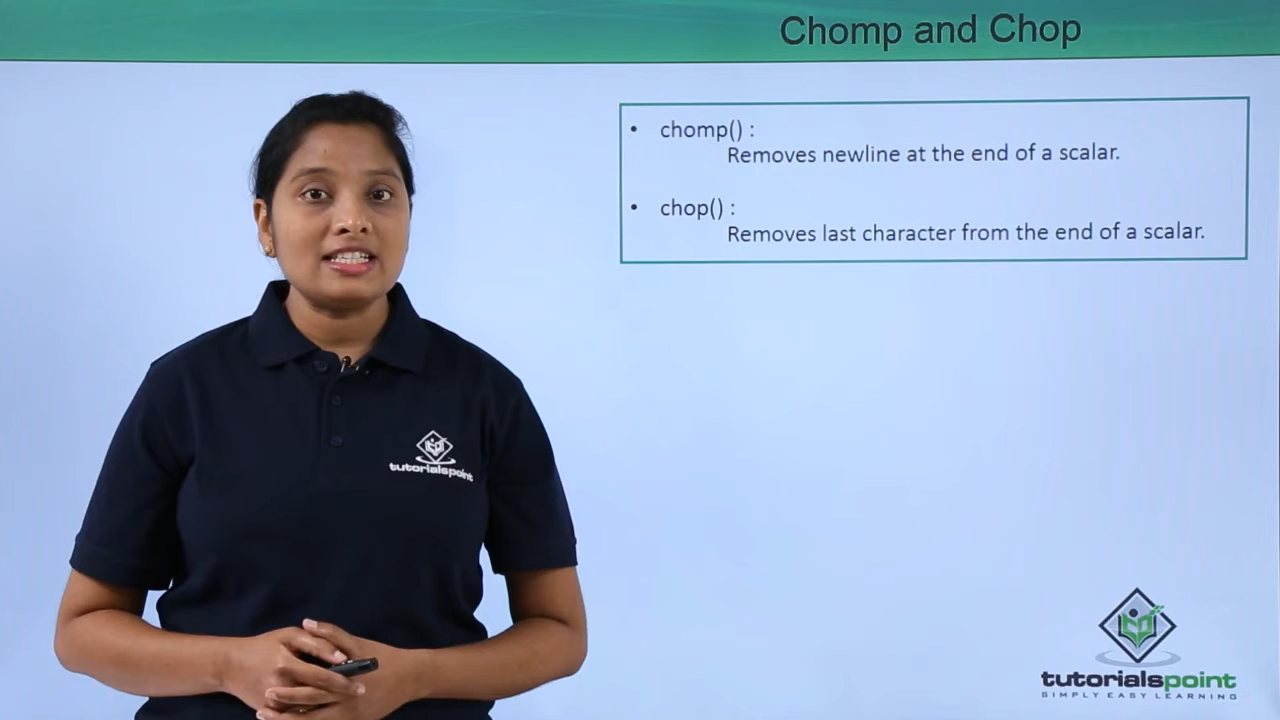 Chomp and Chop
• chomp() :
Removes newline at the end of a scalar.
• chop() :
Removes last character from the end of a scalar.
tutorialspoint
tutorialspoint
SIMPLY EASY LEARNING